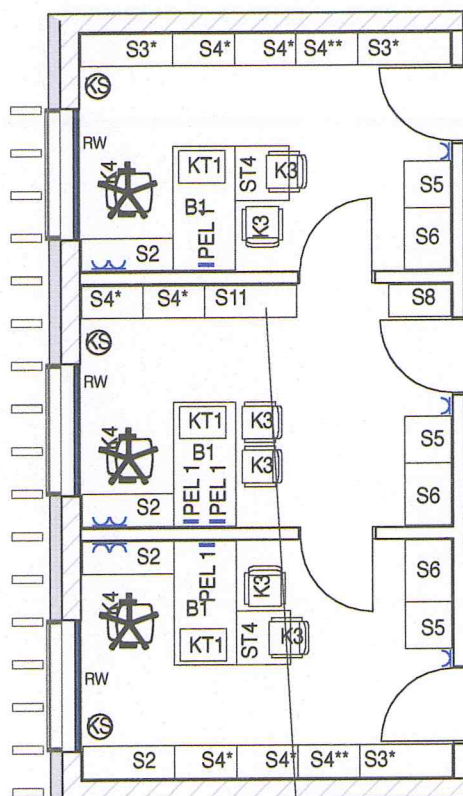 S3* S4* S4* S4** S3*
KS
RW
K4
KT1
ST4
K3
S5
B1
PEL 1
K3
S6
S2
S4* S4* S11 S8
KS
RW
KT1
K3
K4
B1
K3
S5
PEL 1
PEL 1
S2
S6
S2
PEL 1
K3
S6
K4
B1
KT1
ST4
K3
S5
RW
KS
S2 S4* S4* S4** S3*